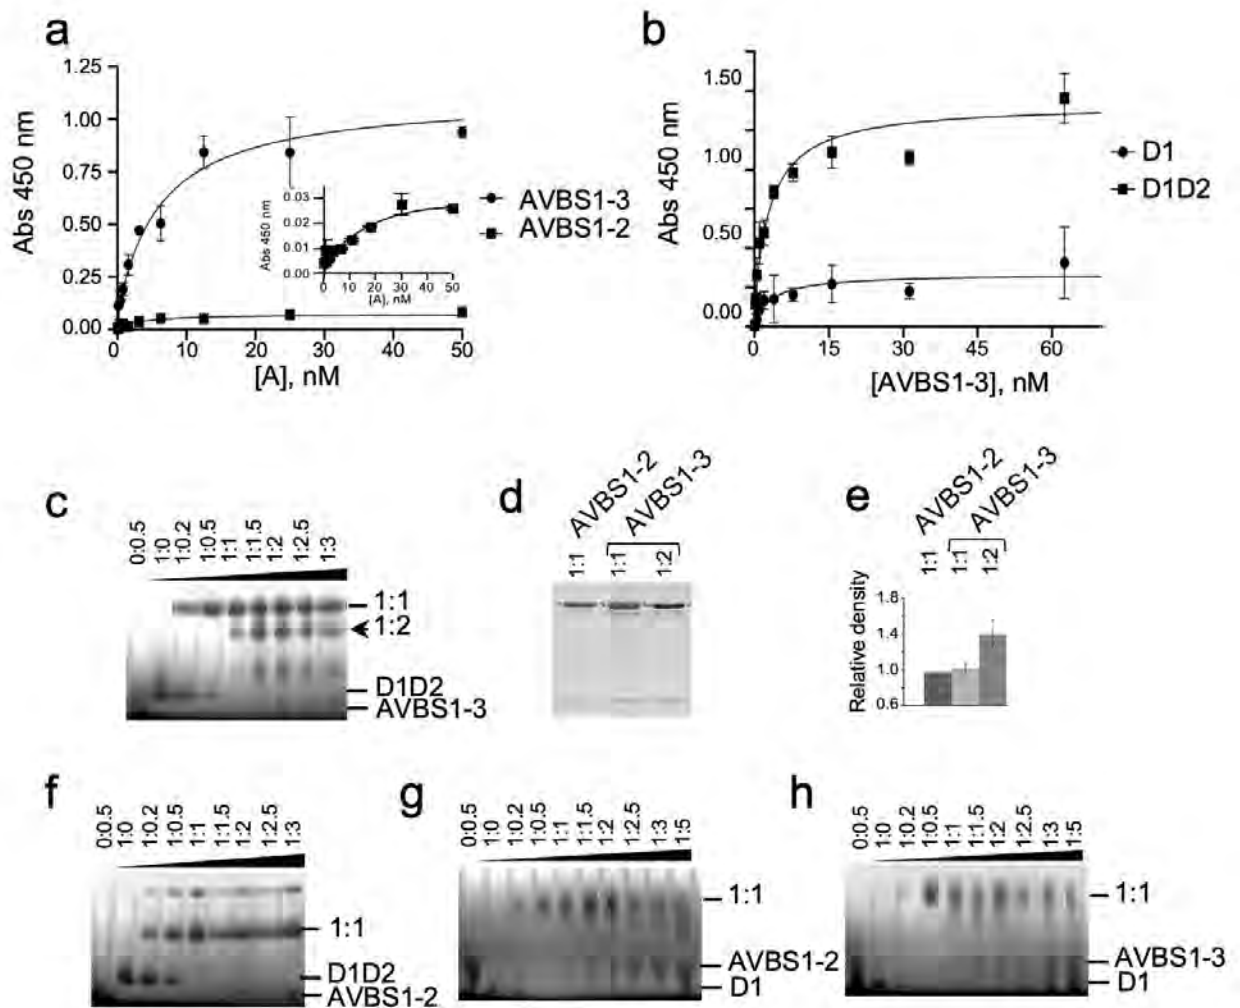 a
1.25
1.00
0.75
0.50
0.25
0.00
Abs 450 nm
0 10 20 30 40 50
[A], nM
0.03
0.02
0.01
0.00
Abs 450 nm
0 10 20 30 40 50
[A], nM
AVBS1-3
AVBS1-2
b
1.50
1.00
0.50
0.00
Abs 450 nm
0 15 30 45 60
[AVBS1-3], nM
D1
D1D2
c
0:0.5 1:0 1:0.2 1:0.5 1:1 1:1.5 1:2 1:2.5 1:3
1:1
1:2
D1D2
AVBS1-3
d
AVBS1-2 AVBS1-3
1:1 1:1 1:2
e
AVBS1-2 AVBS1-3
1:1 1:1 1:2
Relative density
1.8
1.4
1.0
0.6
f
0:0.5 1:0 1:0.2 1:0.5 1:1 1:1.5 1:2 1:2.5 1:3
1:1
D1D2
AVBS1-2
g
0:0.5 1:0 1:0.2 1:0.5 1:1 1:1.5 1:2 1:2.5 1:3 1:5
1:1
AVBS1-2
D1
h
0:0.5 1:0 1:0.2 1:0.5 1:1 1:1.5 1:2 1:2.5 1:3 1:5
1:1
AVBS1-3
D1